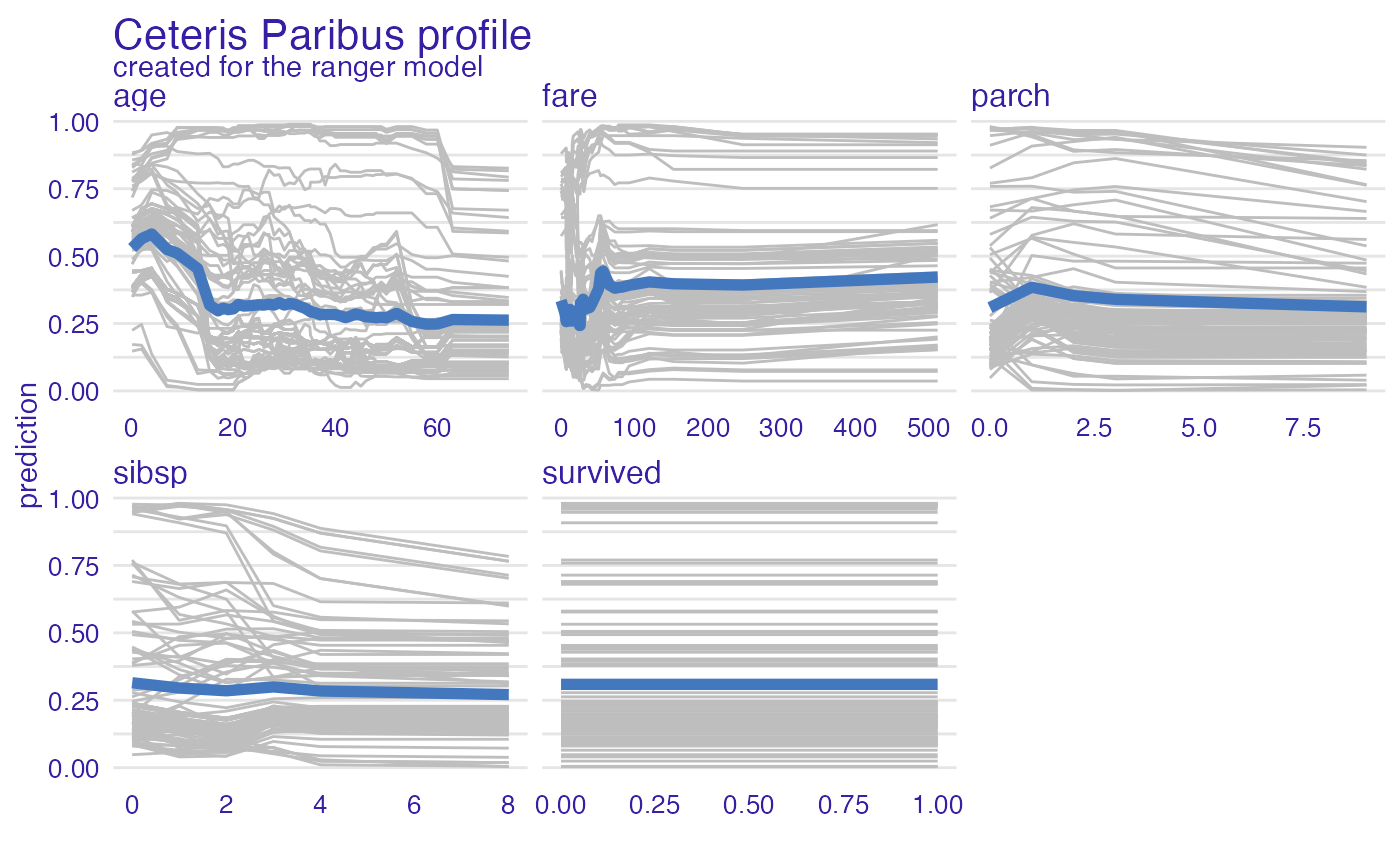 Ceteris Paribus profile
created for the ranger model
age fare parch
1.00
0.75
0.50
0.25
0.00
0 20 40 60 0 100 200 300 400 500 0.0 2.5 5.0 7.5
prediction
sibsp survived
1.00
0.75
0.50
0.25
0.00
0 2 4 6 8 0.00 0.25 0.50 0.75 1.00